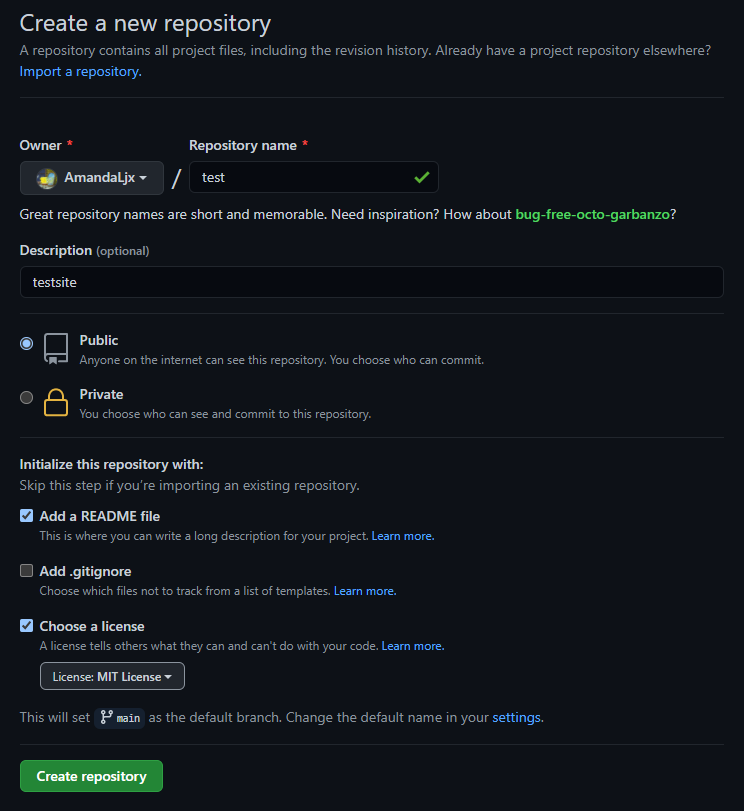 Create a new repository
A repository contains all project files, including the revision history. Already have a project repository elsewhere?
Import a repository.
Owner * Repository name *
AmandaLjx / test
Great repository names are short and memorable. Need inspiration? How about bug-free-octo-garbanzo?
Description (optional)
testsite
Public
Anyone on the internet can see this repository. You choose who can commit.
Private
You choose who can see and commit to this repository.
Initialize this repository with:
Skip this step if you're importing an existing repository.
Add a README file
This is where you can write a long description for your project. Learn more.
Add .gitignore
Choose which files not to track from a list of templates. Learn more.
Choose a license
A license tells others what they can and can't do with your code. Learn more.
License: MIT License
This will set main as the default branch. Change the default name in your settings.
Create repository